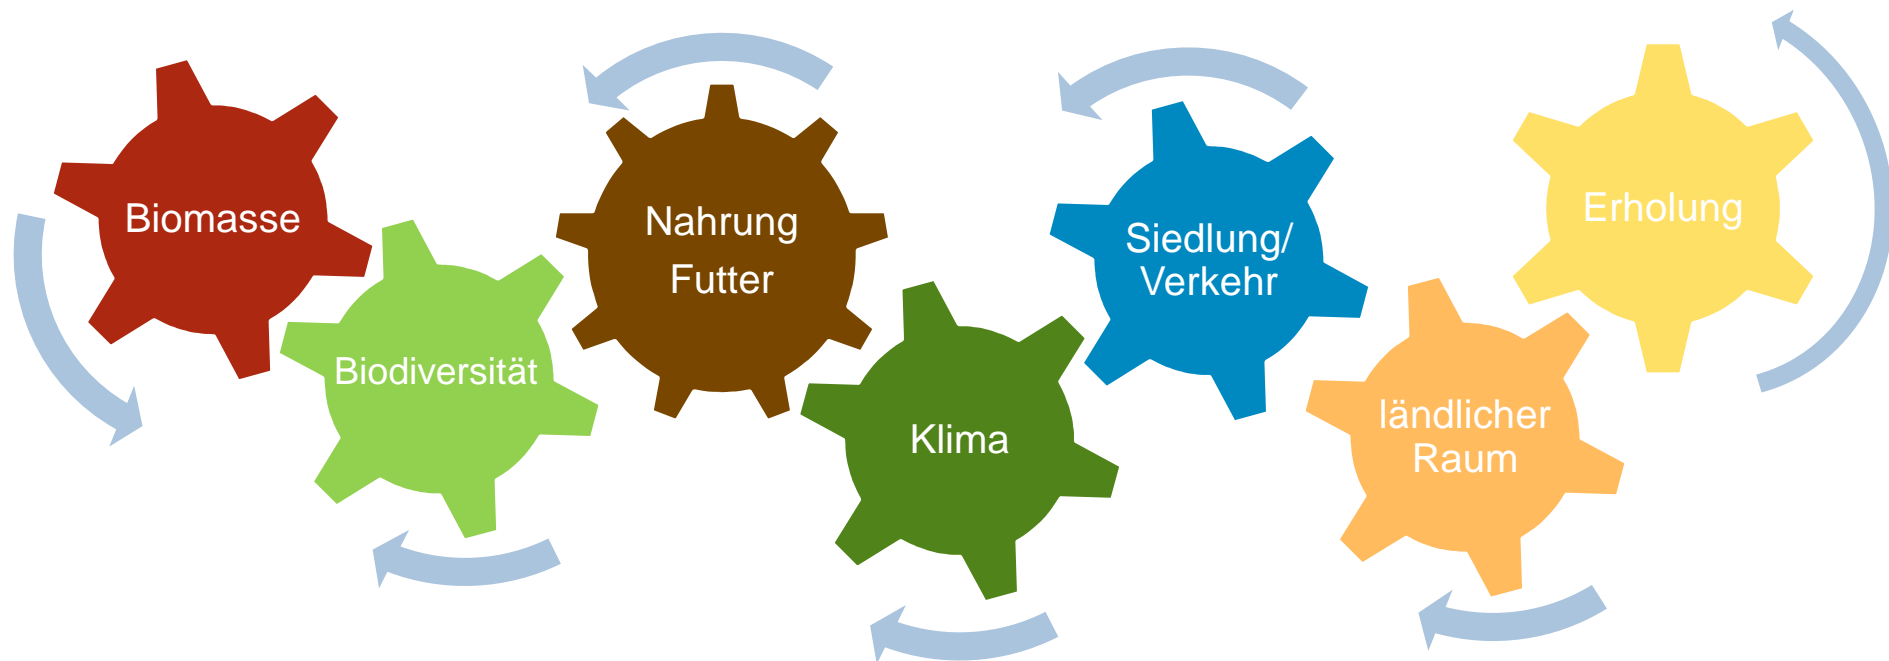 Biomasse
Biodiversität
Nahrung
Futter
Klima
Siedlung/
Verkehr
ländlicher
Raum
Erholung